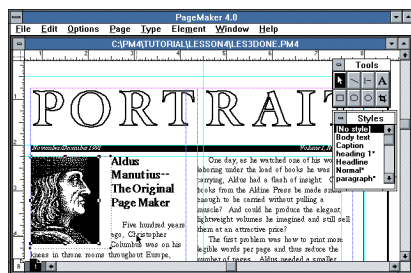 PageMaker 4.0
File Edit Options Page Type Element Window Help
C:\PM4\TUTORIAL\LESSON4\LES3DONE.PM4
Tools
A
PORTRAIT
Styles
[No style]
Body text
Caption
heading 1*
Headline
Normal*
paragraph*
November/December 1991
Volume 1, N
Aldus
Manutius--
The Original
Page Maker
Five hundred years
ago, Christopher
Columbus was on his
knees in throne rooms throughout Europe,
One day, as he watched one of his wo
laboring under the load of books he was
carrying, Aldus had a flash of insight: C
books from the Aldine Press be made sm
enough to be carried without pulling a
muscle? And could he produce the elegant,
lightweight volumes he imagined and still sell
them at an attractive price?
The first problem was how to print more
legible words per page and thus reduce the
number of pages. Aldus needed a smaller
R 1